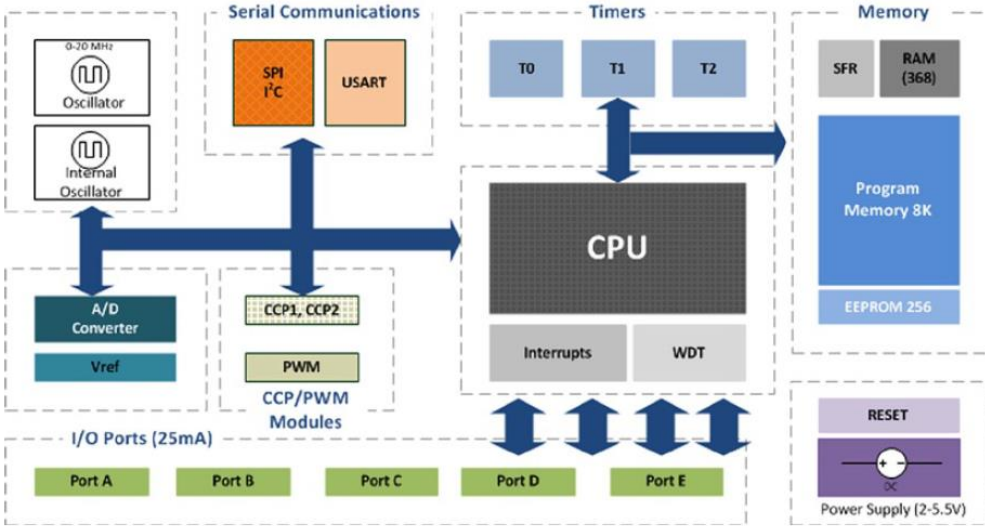 Serial Communications
Timers
Memory
0-20 MHz
Oscillator
Internal
Oscillator
SPI
I²C
USART
T0
T1
T2
SFR
RAM
(368)
Program
Memory 8K
EEPROM 256
CPU
Interrupts
WDT
A/D
Converter
Vref
CCP1, CCP2
PWM
CCP/PWM
Modules
I/O Ports (25mA)
Port A
Port B
Port C
Port D
Port E
RESET
+ -
DC
Power Supply (2-5.5V)